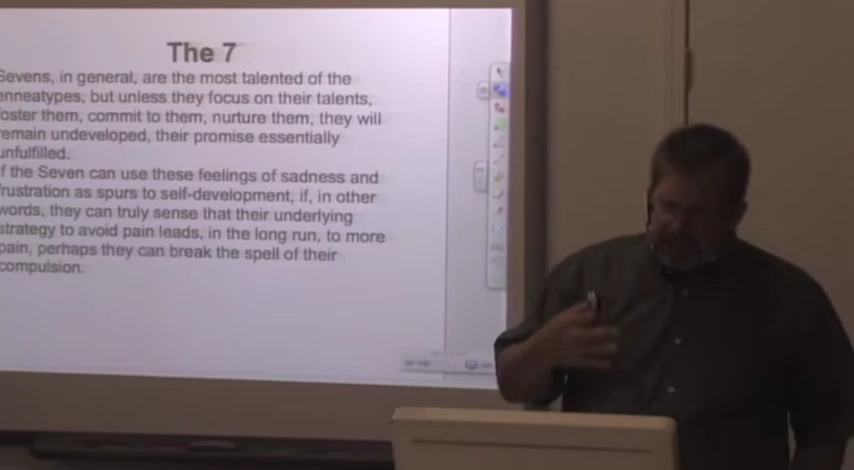 The 7
Sevens, in general, are the most talented of the
enneatypes, but unless they focus on their talents,
foster them, commit to them, nurture them, they will
remain undeveloped, their promise essentially
unfulfilled.
If the Seven can use these feelings of sadness and
frustration as spurs to self-development, if, in other
words, they can truly sense that their underlying
strategy to avoid pain leads, in the long run, to more
pain, perhaps they can break the spell of their
compulsion.